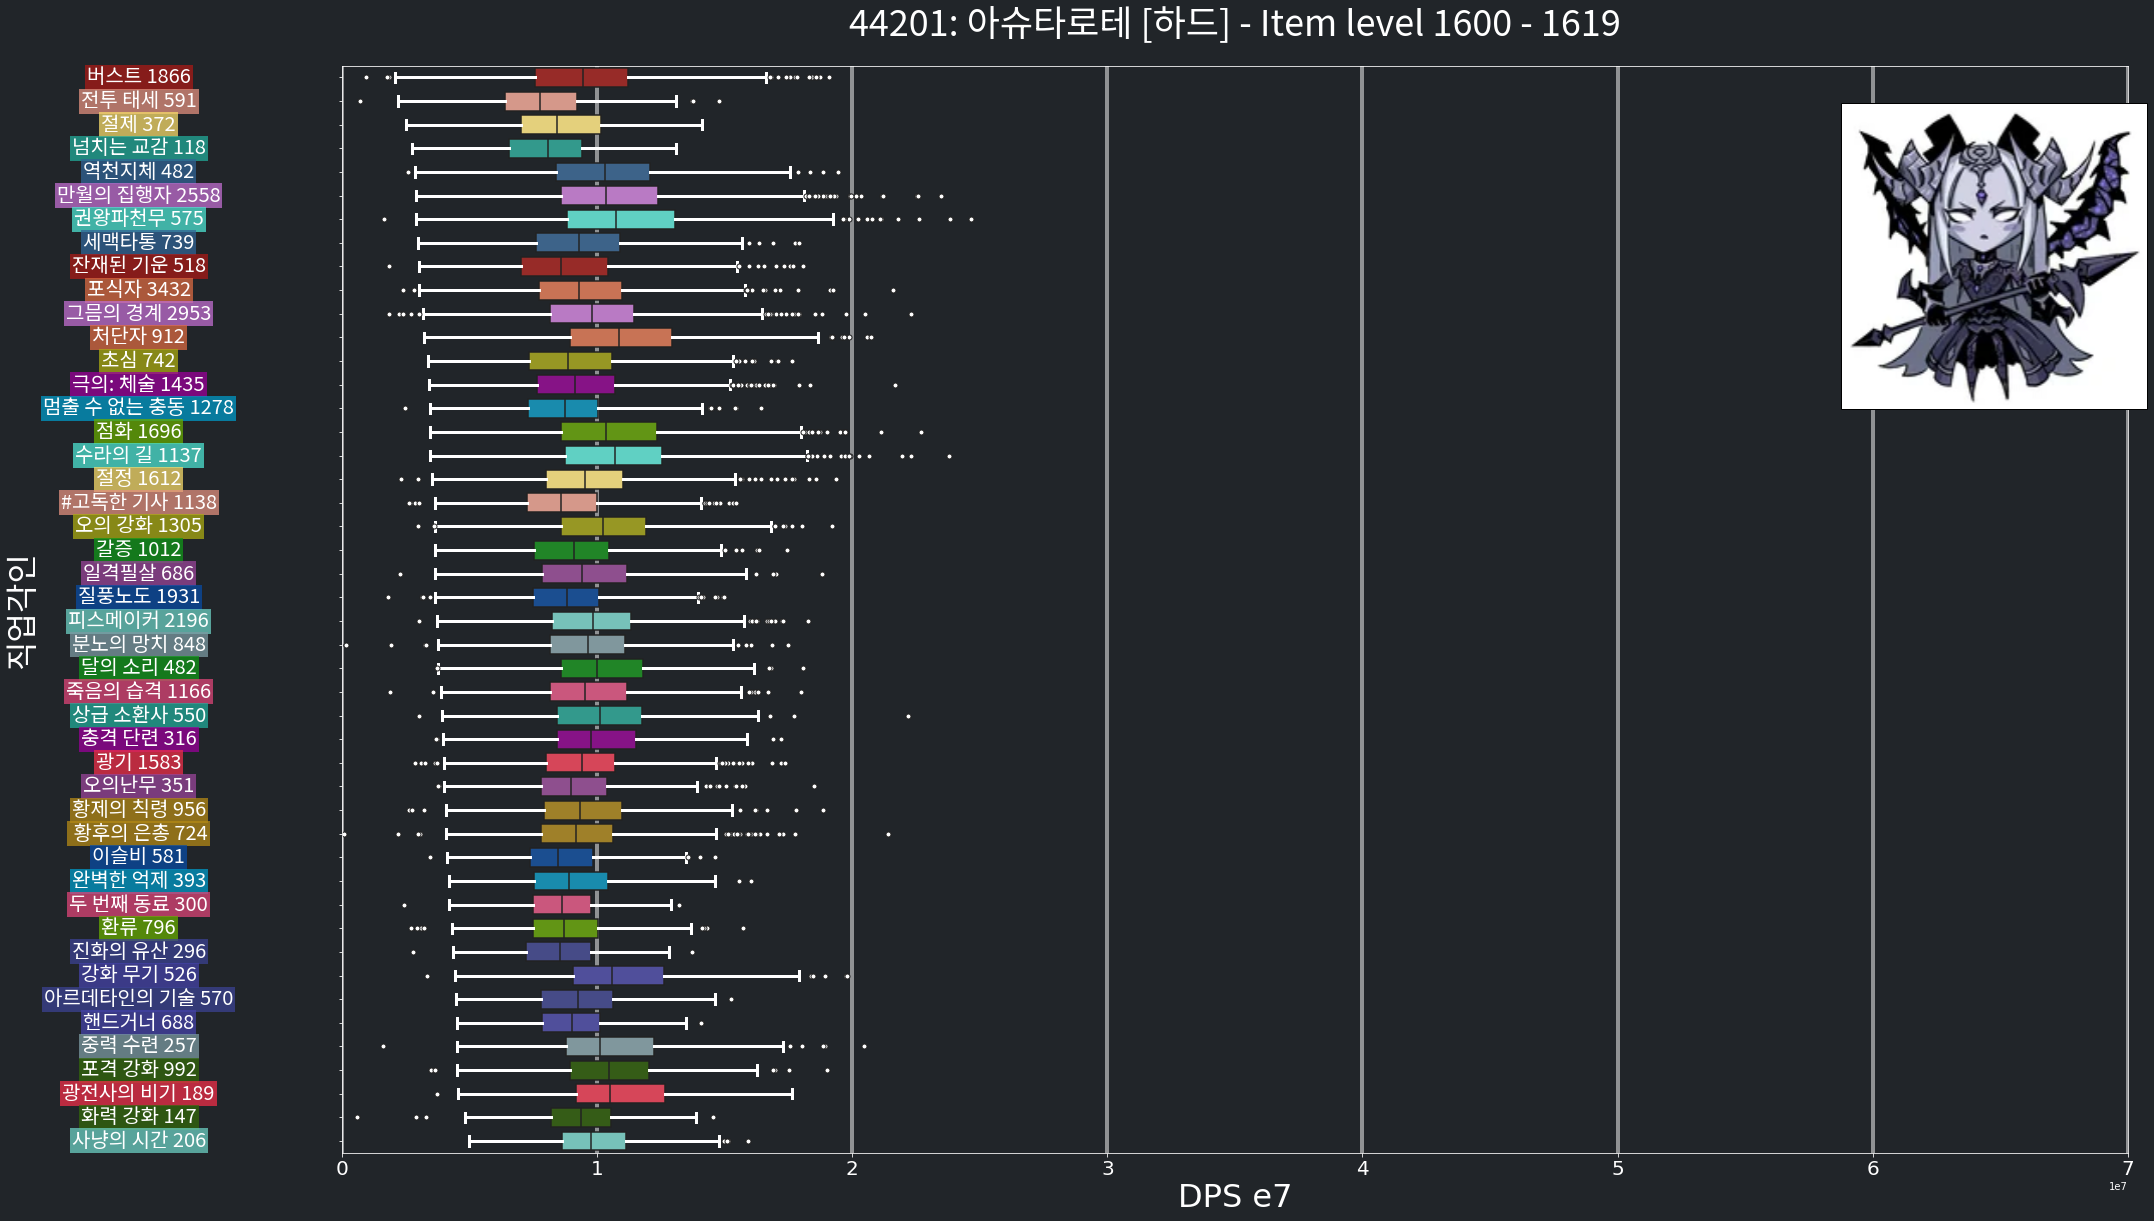 44201: 아슈타로테 [하드] - Item level 1600 - 1619
버스트 1866
전투 태세 591
절제 372
넘치는 교감 118
역천지체 482
만월의 집행자 2558
권왕파천무 575
세맥타통 739
잔재된 기운 518
포식자 3432
그믐의 경계 2953
처단자 912
초심 742
극의: 체술 1435
멈출 수 없는 충동 1278
점화 1696
수라의 길 1137
절정 1612
#고독한 기사 1138
오의 강화 1305
갈증 1012
일격필살 686
질풍노도 1931
피스메이커 2196
분노의 망치 848
달의 소리 482
죽음의 습격 1166
상급 소환사 550
충격 단련 316
광기 1583
오의난무 351
황제의 칙령 956
황후의 은총 724
이슬비 581
완벽한 억제 393
두 번째 동료 300
환류 796
진화의 유산 296
강화 무기 526
아르데타인의 기술 570
핸드거너 688
중력 수련 257
포격 강화 992
광전사의 비기 189
화력 강화 147
사냥의 시간 206
직업각인
0 1 2 3 4 5 6 7
1e7
DPS e7